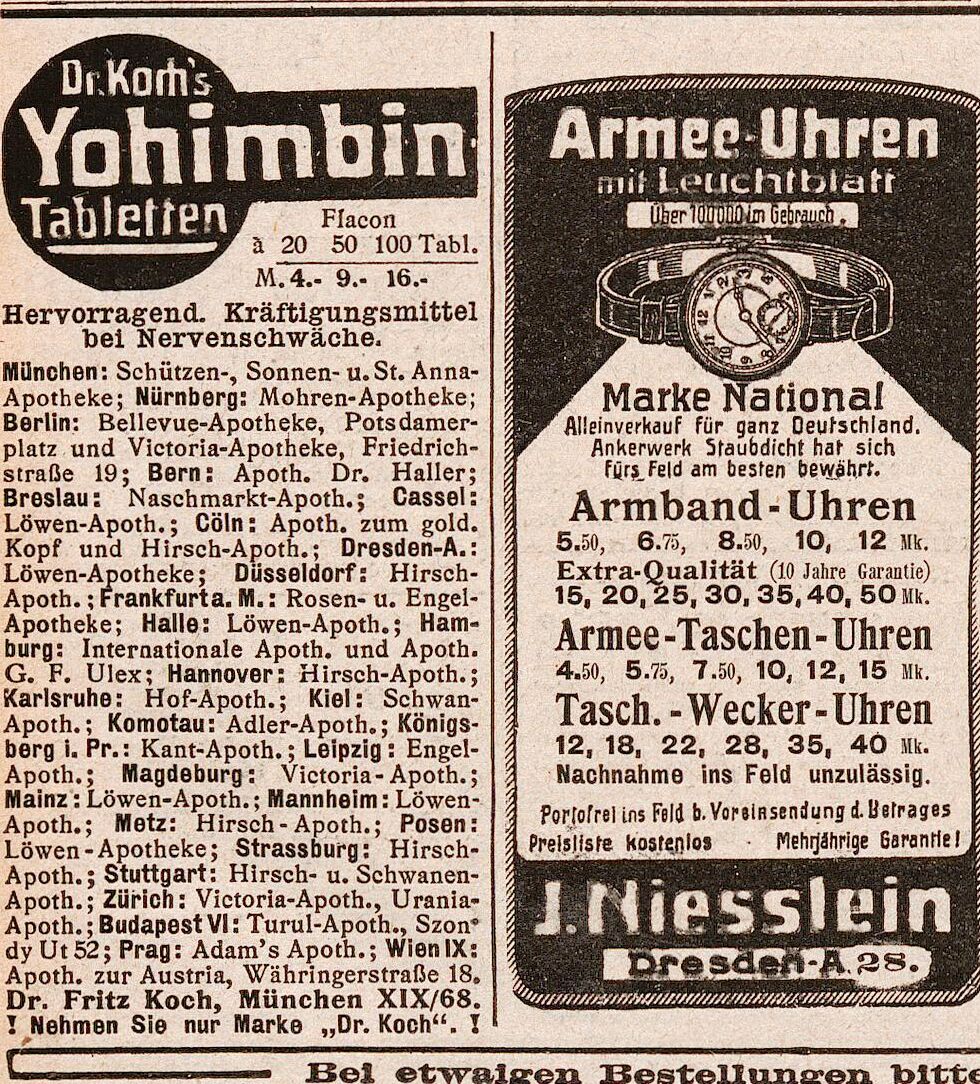 Dr. Koch's
Yohimbin
Tabletten
Flacon
à 20 50 100 Tabl.
M. 4.- 9.- 16.-
Hervorragend. Kräftigungsmittel
bei Nervenschwäche.
München: Schützen-, Sonnen- u. St. Anna-
Apotheke; Nürnberg: Mohren-Apotheke;
Berlin: Bellevue-Apotheke, Potsdamer-
platz und Victoria-Apotheke, Friedrich-
straße 19; Bern: Apoth. Dr. Haller;
Breslau: Naschmarkt-Apoth.; Cassel:
Löwen-Apoth.; Cöln: Apoth. zum gold.
Kopf und Hirsch-Apoth.; Dresden-A.:
Löwen-Apotheke; Düsseldorf: Hirsch-
Apoth.; Frankfurt a. M.: Rosen- u. Engel-
Apotheke; Halle: Löwen-Apoth.; Ham-
burg: Internationale Apoth. und Apoth.
G. F. Ulex; Hannover: Hirsch-Apoth.;
Karlsruhe: Hof-Apoth.; Kiel: Schwan-
Apoth.; Komotau: Adler-Apoth.; Königs-
berg i. Pr.: Kant-Apoth.; Leipzig: Engel-
Apoth.; Magdeburg: Victoria-Apoth.;
Mainz: Löwen-Apoth.; Mannheim: Löwen-
Apoth.; Metz: Hirsch-Apoth.; Posen:
Löwen-Apotheke; Strassburg: Hirsch-
Apoth.; Stuttgart: Hirsch- u. Schwanen-
Apoth.; Zürich: Victoria-Apoth., Urania-
Apoth.; Budapest VI: Turul-Apoth., Szon-
dy Ut 52; Prag: Adam's Apoth.; Wien IX:
Apoth. zur Austria, Währingerstraße 18.
Dr. Fritz Koch, München XIX/68.
! Nehmen Sie nur Marke „Dr. Koch“. !
Armee-Uhren
mit Leuchtblatt
Über 100000 im Gebrauch.
Marke National
Alleinverkauf für ganz Deutschland.
Ankerwerk Staubdicht hat sich
fürs Feld am besten bewährt.
Armband-Uhren
5.50, 6.75, 8.50, 10, 12 Mk.
Extra-Qualität (10 Jahre Garantie)
15, 20, 25, 30, 35, 40, 50 Mk.
Armee-Taschen-Uhren
4.50, 5.75, 7.50, 10, 12, 15 Mk.
Tasch.-Wecker-Uhren
12, 18, 22, 28, 35, 40 Mk.
Nachnahme ins Feld unzulässig.
Portofrei ins Feld b. Voreinsendung d. Betrages
Preisliste kostenlos · Mehrjährige Garantie!
J. Niesslein
Dresden-A. 28.
Bei etwaigen Bestellungen bitte